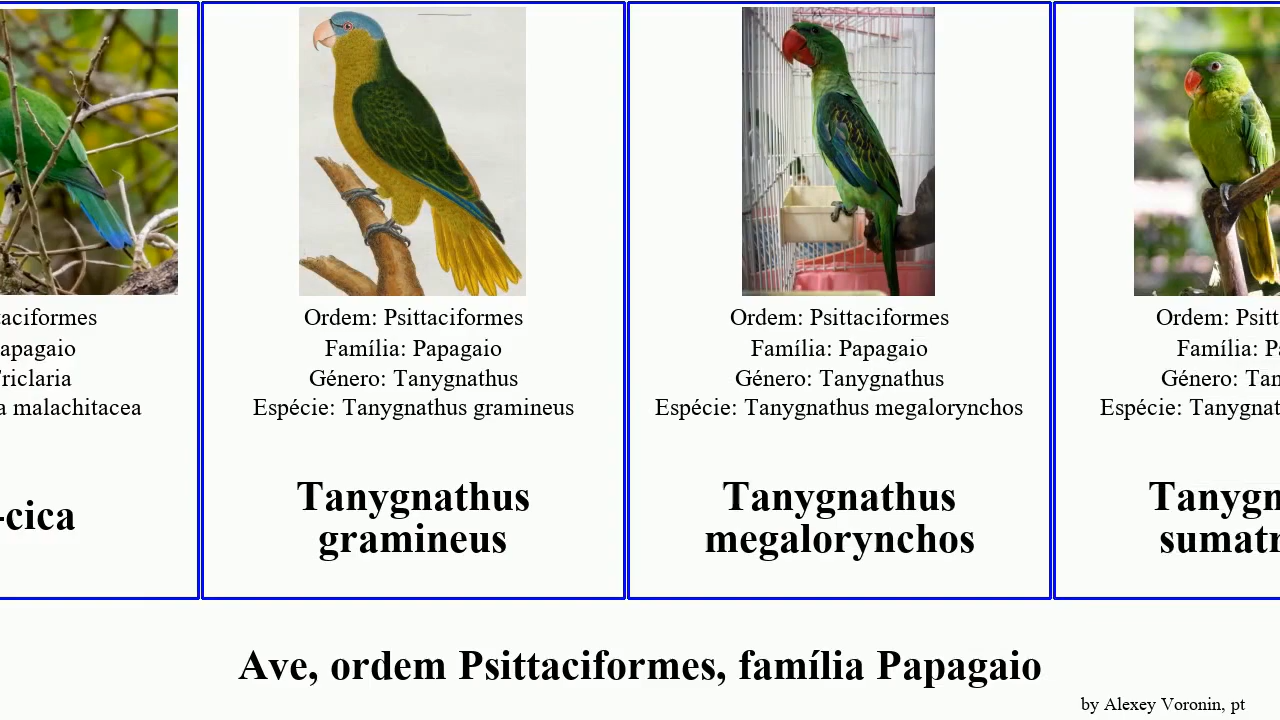 taciformes
apagaio
riclaria
a malachitacea
-cica
Ordem: Psittaciformes
Família: Papagaio
Género: Tanygnathus
Espécie: Tanygnathus gramineus
Tanygnathus
gramineus
Ordem: Psittaciformes
Família: Papagaio
Género: Tanygnathus
Espécie: Tanygnathus megalorynchos
Tanygnathus
megalorynchos
Ordem: Psitt
Família: Pa
Género: Tan
Espécie: Tanygnat
Tanygn
sumatr
Ave, ordem Psittaciformes, família Papagaio
by Alexey Voronin, pt